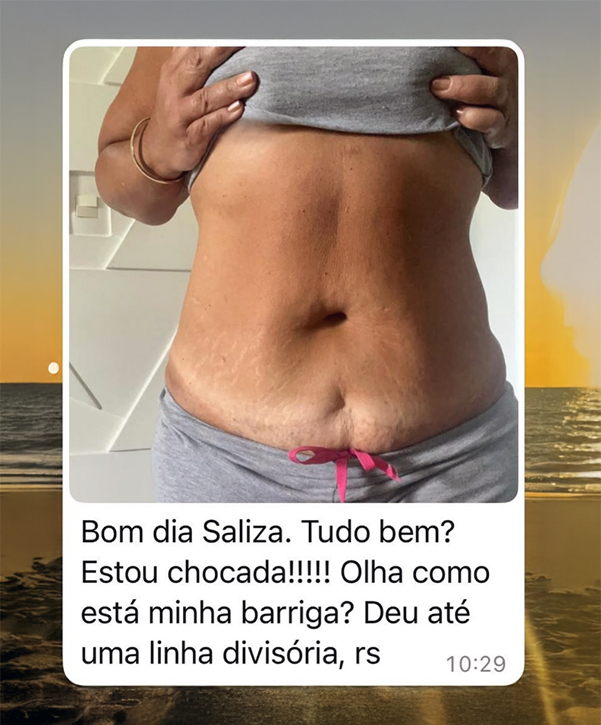 Bom dia Saliza. Tudo bem?
Estou chocada!!!!! Olha como
está minha barriga? Deu até
uma linha divisória, rs
10:29